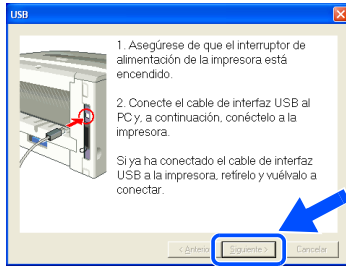 USB
1. Asegúrese de que el interruptor de
alimentación de la impresora está
encendido.
2. Conecte el cable de interfaz USB al
PC y, a continuación, conéctelo a la
impresora.
Si ya ha conectado el cable de interfaz
USB a la impresora, retírelo y vuélvalo a
conectar.
< Anterio
Siguiente >
Cancelar